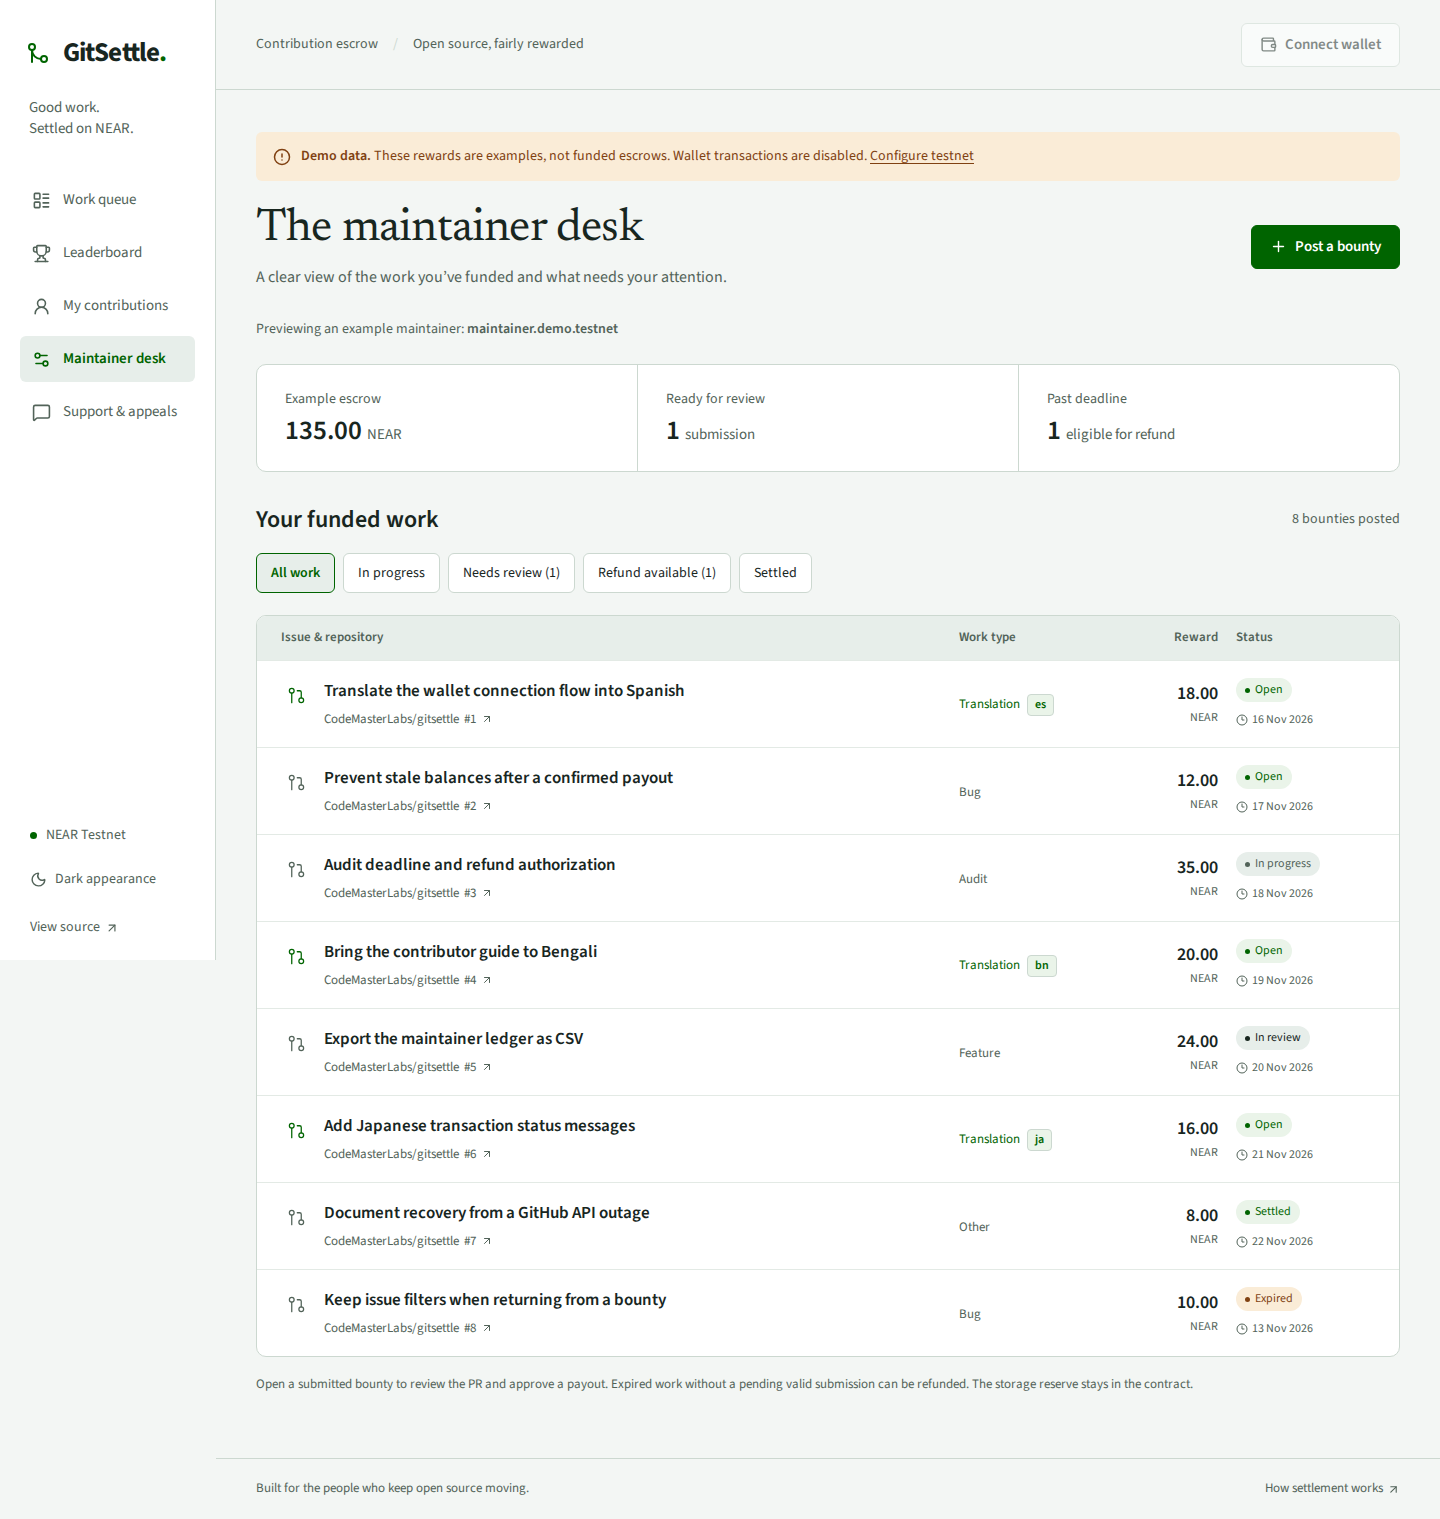 GitSettle.
Good work.
Settled on NEAR.
Work queue
Leaderboard
My contributions
Maintainer desk
Support & appeals
NEAR Testnet
Dark appearance
View source
Contribution escrow / Open source, fairly rewarded
Connect wallet
Demo data. These rewards are examples, not funded escrows. Wallet transactions are disabled. Configure testnet
The maintainer desk
A clear view of the work you’ve funded and what needs your attention.
Post a bounty
Previewing an example maintainer: maintainer.demo.testnet
Example escrow
135.00 NEAR
Ready for review
1 submission
Past deadline
1 eligible for refund
Your funded work
8 bounties posted
All work
In progress
Needs review (1)
Refund available (1)
Settled
Issue & repository Work type Reward Status
Translate the wallet connection flow into Spanish
CodeMasterLabs/gitsettle #1
Translation es
18.00
NEAR
Open
16 Nov 2026
Prevent stale balances after a confirmed payout
CodeMasterLabs/gitsettle #2
Bug
12.00
NEAR
Open
17 Nov 2026
Audit deadline and refund authorization
CodeMasterLabs/gitsettle #3
Audit
35.00
NEAR
In progress
18 Nov 2026
Bring the contributor guide to Bengali
CodeMasterLabs/gitsettle #4
Translation bn
20.00
NEAR
Open
19 Nov 2026
Export the maintainer ledger as CSV
CodeMasterLabs/gitsettle #5
Feature
24.00
NEAR
In review
20 Nov 2026
Add Japanese transaction status messages
CodeMasterLabs/gitsettle #6
Translation ja
16.00
NEAR
Open
21 Nov 2026
Document recovery from a GitHub API outage
CodeMasterLabs/gitsettle #7
Other
8.00
NEAR
Settled
22 Nov 2026
Keep issue filters when returning from a bounty
CodeMasterLabs/gitsettle #8
Bug
10.00
NEAR
Expired
13 Nov 2026
Open a submitted bounty to review the PR and approve a payout. Expired work without a pending valid submission can be refunded. The storage reserve stays in the contract.
Built for the people who keep open source moving.
How settlement works